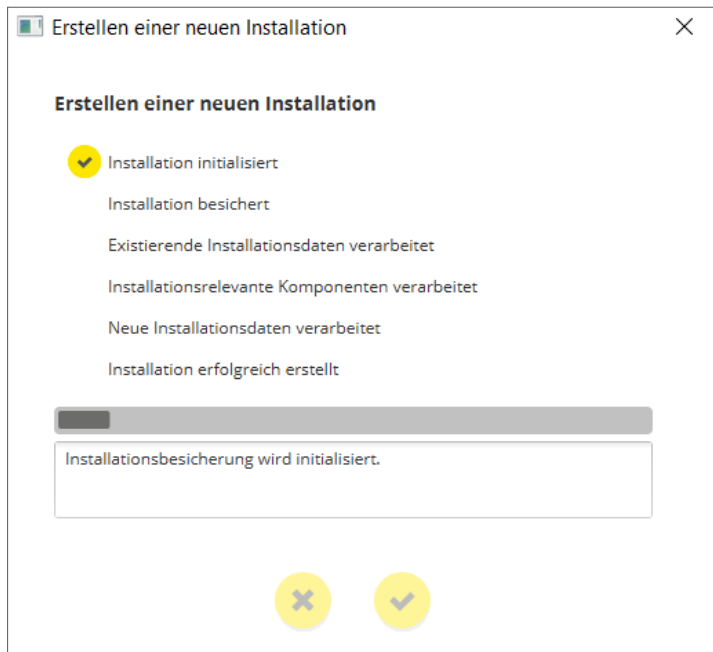 Erstellen einer neuen Installation
Erstellen einer neuen Installation
Installation initialisiert
Installation besichert
Existierende Installationsdaten verarbeitet
Installationsrelevante Komponenten verarbeitet
Neue Installationsdaten verarbeitet
Installation erfolgreich erstellt
Installationsbesicherung wird initialisiert.